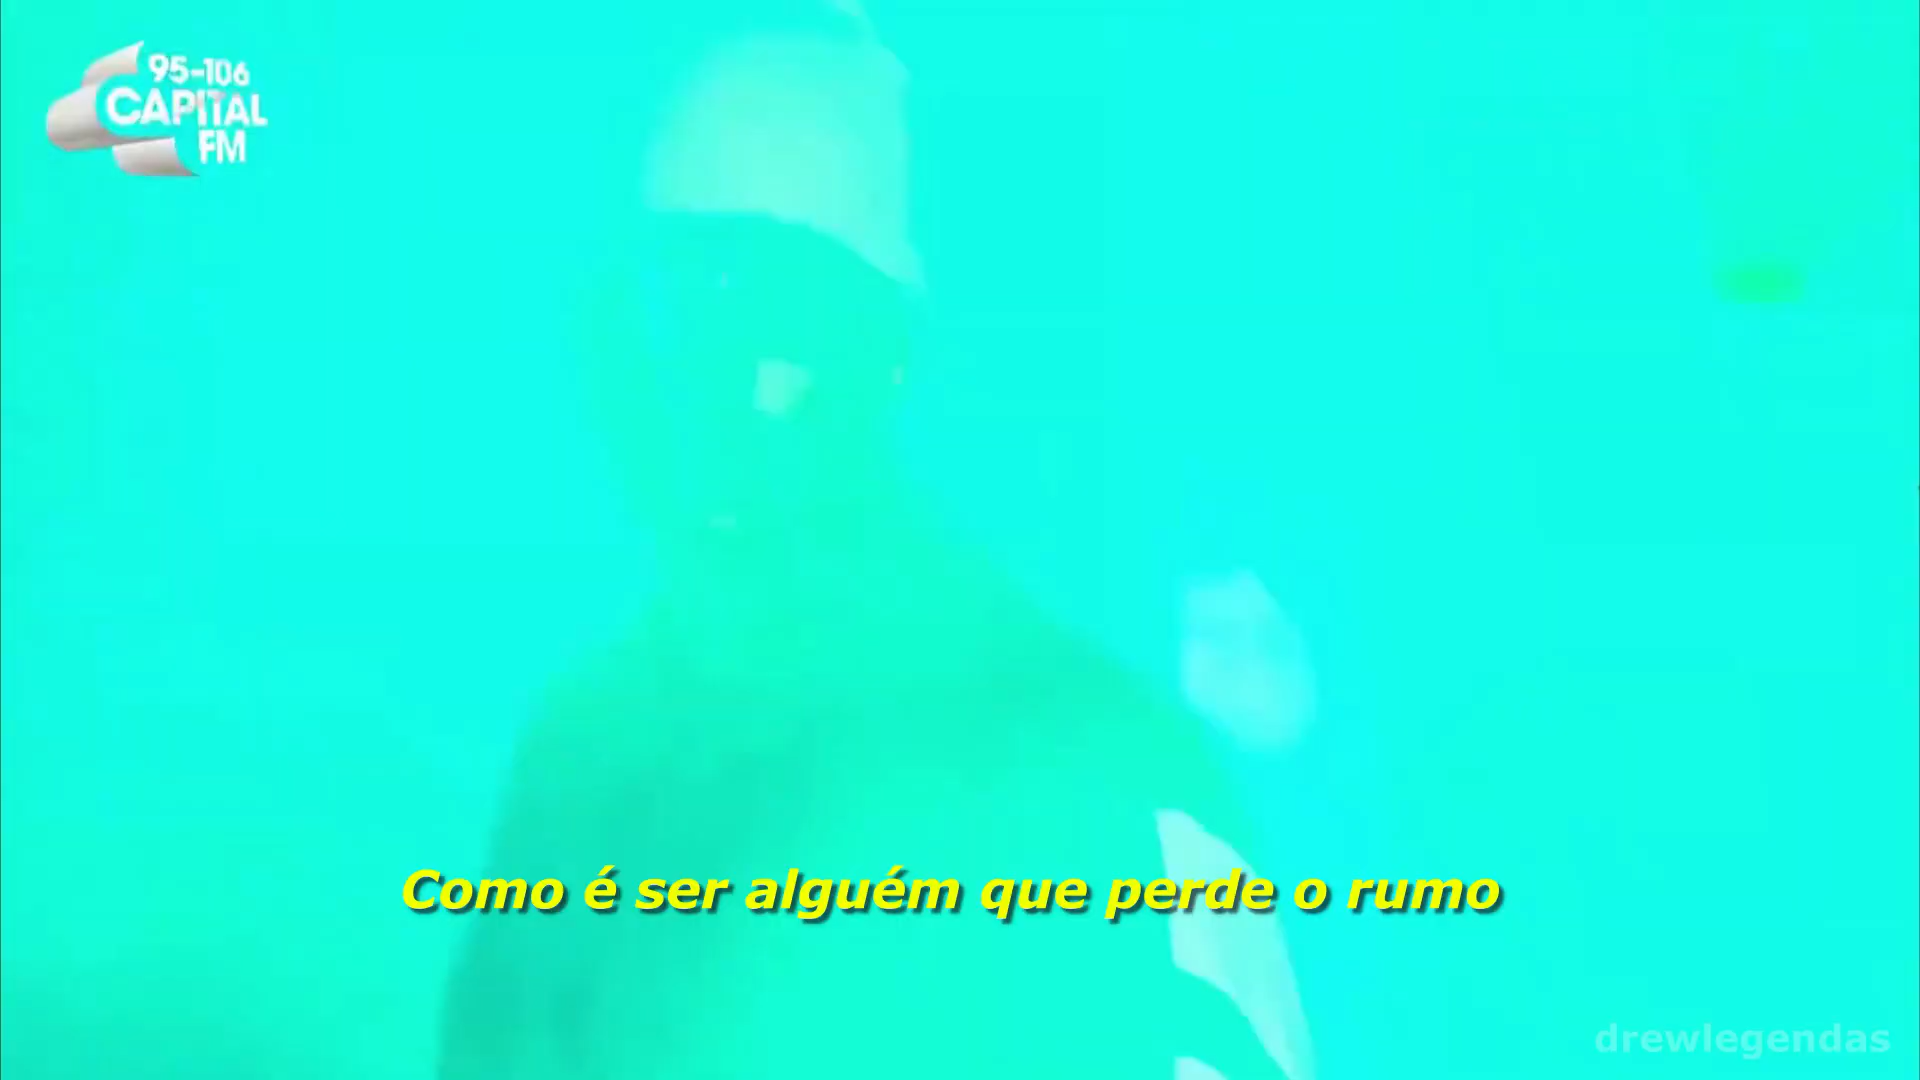 95-106
CAPITAL
FM
Como é ser alguém que perde o rumo
drewlegendas